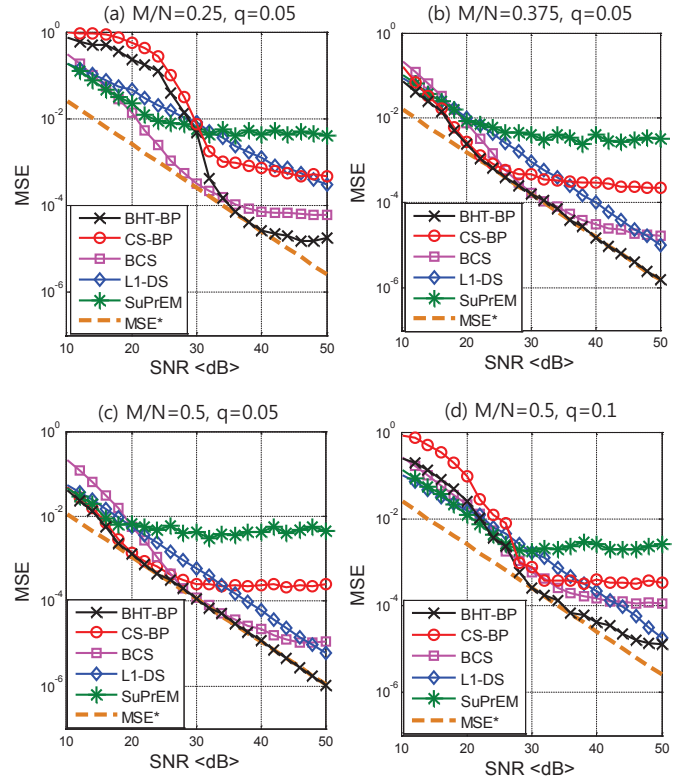 (a) M/N=0.25, q=0.05
10^0
10^-2
10^-4
10^-6
MSE
BHT-BP
CS-BP
BCS
L1-DS
SuPrEM
MSE*
10 20 30 40 50
SNR <dB>
(b) M/N=0.375, q=0.05
10^0
10^-2
10^-4
10^-6
MSE
BHT-BP
CS-BP
BCS
L1-DS
SuPrEM
MSE*
10 20 30 40 50
SNR <dB>
(c) M/N=0.5, q=0.05
10^0
10^-2
10^-4
10^-6
MSE
BHT-BP
CS-BP
BCS
L1-DS
SuPrEM
MSE*
10 20 30 40 50
SNR <dB>
(d) M/N=0.5, q=0.1
10^0
10^-2
10^-4
10^-6
MSE
BHT-BP
CS-BP
BCS
L1-DS
SuPrEM
MSE*
10 20 30 40 50
SNR <dB>